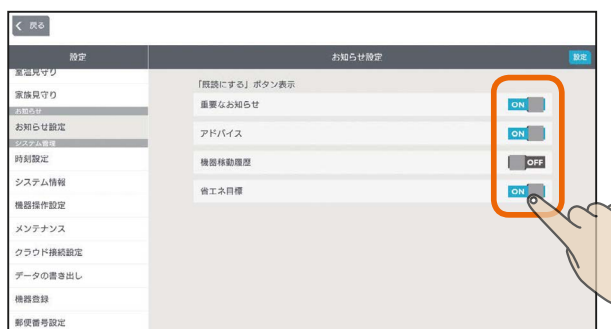 戻る
設定
お知らせ設定
設定
室温見守り
家族見守り
お知らせ
お知らせ設定
システム管理
時刻設定
システム情報
機器操作設定
メンテナンス
クラウド接続設定
データの書き出し
機器登録
郵便番号設定
「既読にする」ボタン表示
重要なお知らせ
ON
アドバイス
ON
機器稼動履歴
OFF
省エネ目標
ON